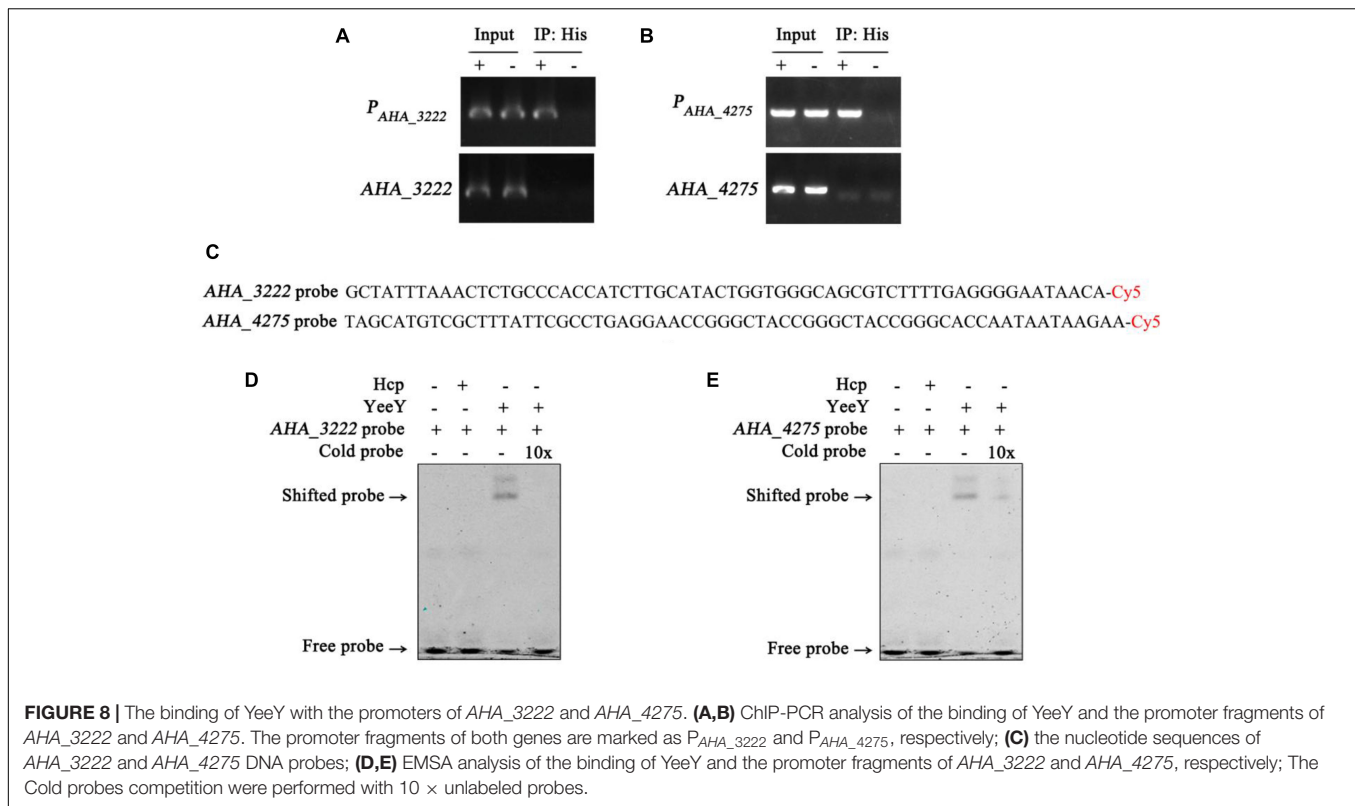 A
Input IP: His
+ - + -
P_AHA_3222
AHA_3222
B
Input IP: His
+ - + -
P_AHA_4275
AHA_4275
C
AHA_3222 probe GCTATTTAAACTCTGCCCACCATCTTGCATACTGGTGGGCAGCGTCTTTTGAGGGGAATAACA-Cy5
AHA_4275 probe TAGCATGTCGCTTTATTCGCCTGAGGAACCGGGCTACCGGGCTACCGGGCACCAATAATAAGAA-Cy5
D
Hcp - + - -
YeeY - - + +
AHA_3222 probe + + + +
Cold probe - - - 10x
Shifted probe →
Free probe →
E
Hcp - + - -
YeeY - - + +
AHA_4275 probe + + + +
Cold probe - - - 10x
Shifted probe →
Free probe →
FIGURE 8 | The binding of YeeY with the promoters of AHA_3222 and AHA_4275. (A,B) ChIP-PCR analysis of the binding of YeeY and the promoter fragments of
AHA_3222 and AHA_4275. The promoter fragments of both genes are marked as P_AHA_3222 and P_AHA_4275, respectively; (C) the nucleotide sequences of
AHA_3222 and AHA_4275 DNA probes; (D,E) EMSA analysis of the binding of YeeY and the promoter fragments of AHA_3222 and AHA_4275, respectively; The
Cold probes competition were performed with 10 × unlabeled probes.